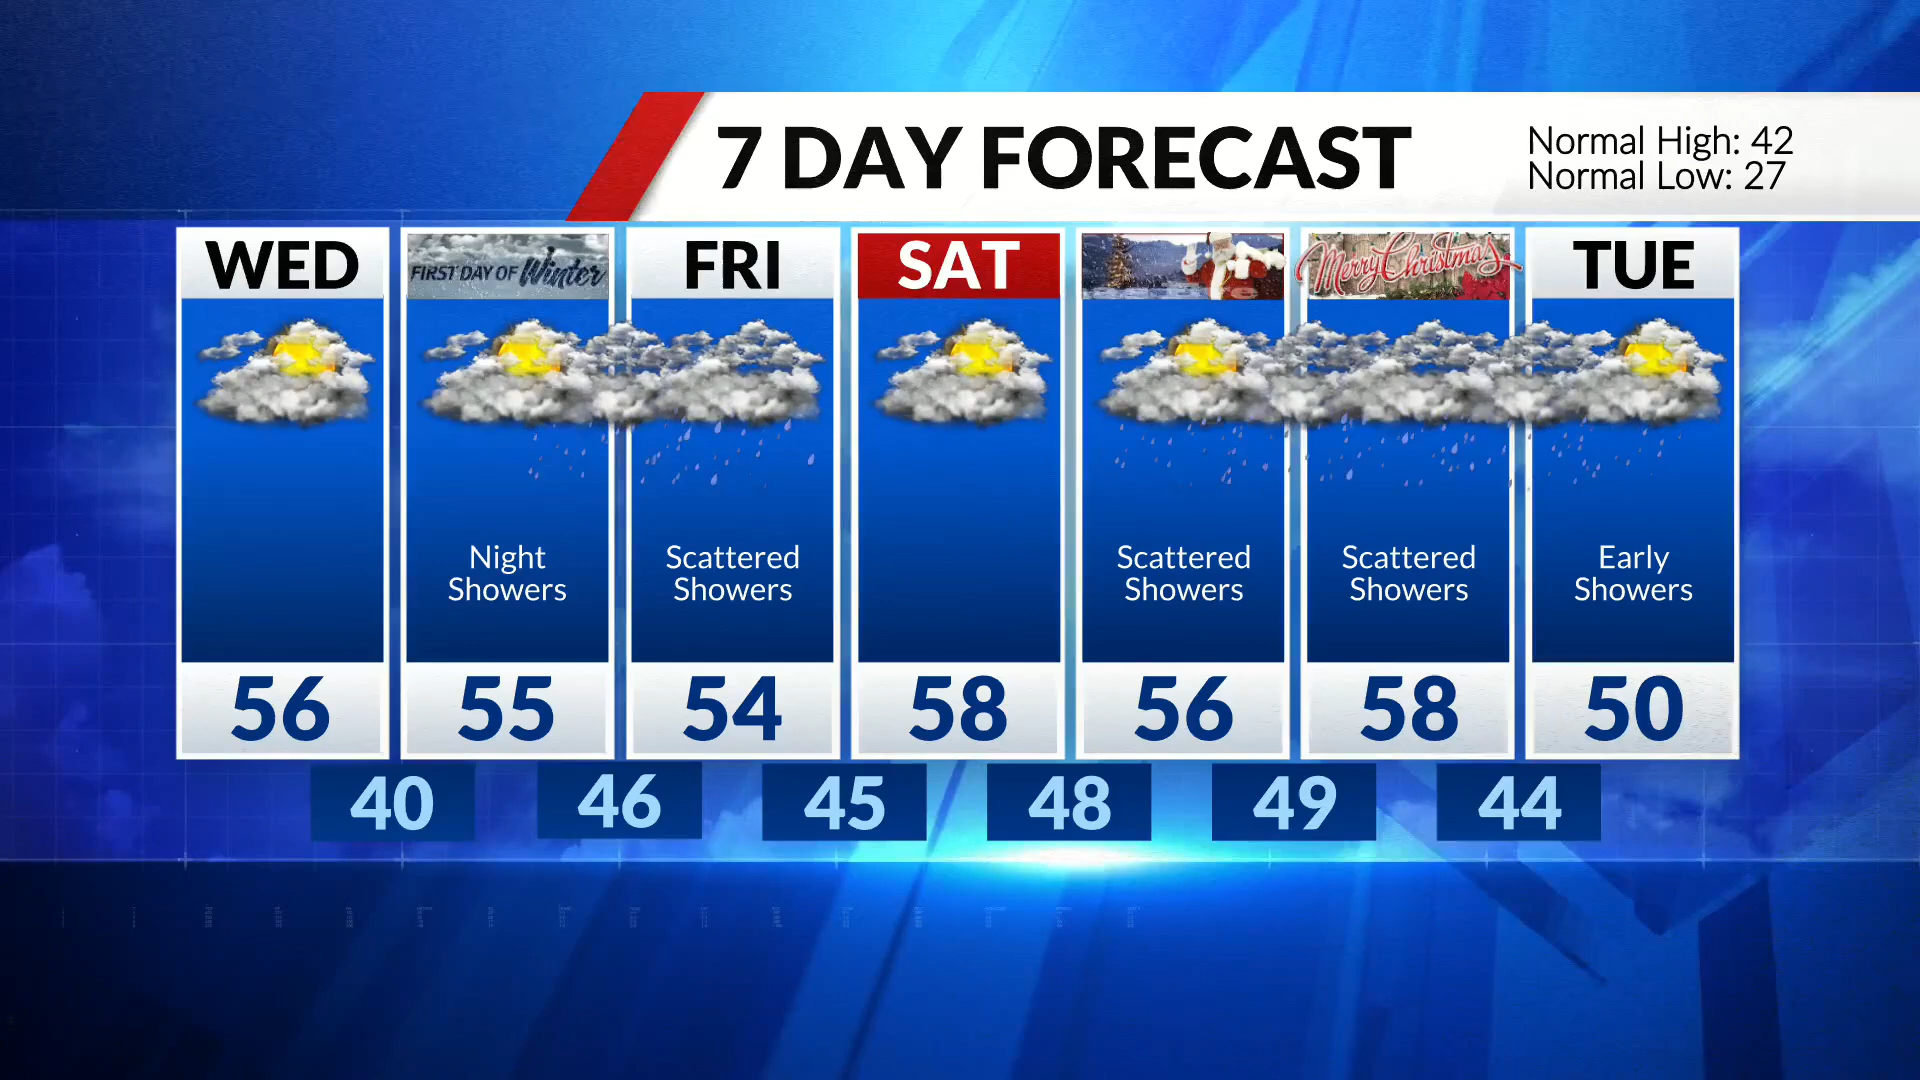 7 DAY FORECAST
Normal High: 42
Normal Low: 27
WED
FIRST DAY OF Winter
FRI
SAT
Merry Christmas
TUE
Night
Showers
Scattered
Showers
Scattered
Showers
Scattered
Showers
Early
Showers
56
55
54
58
56
58
50
40
46
45
48
49
44